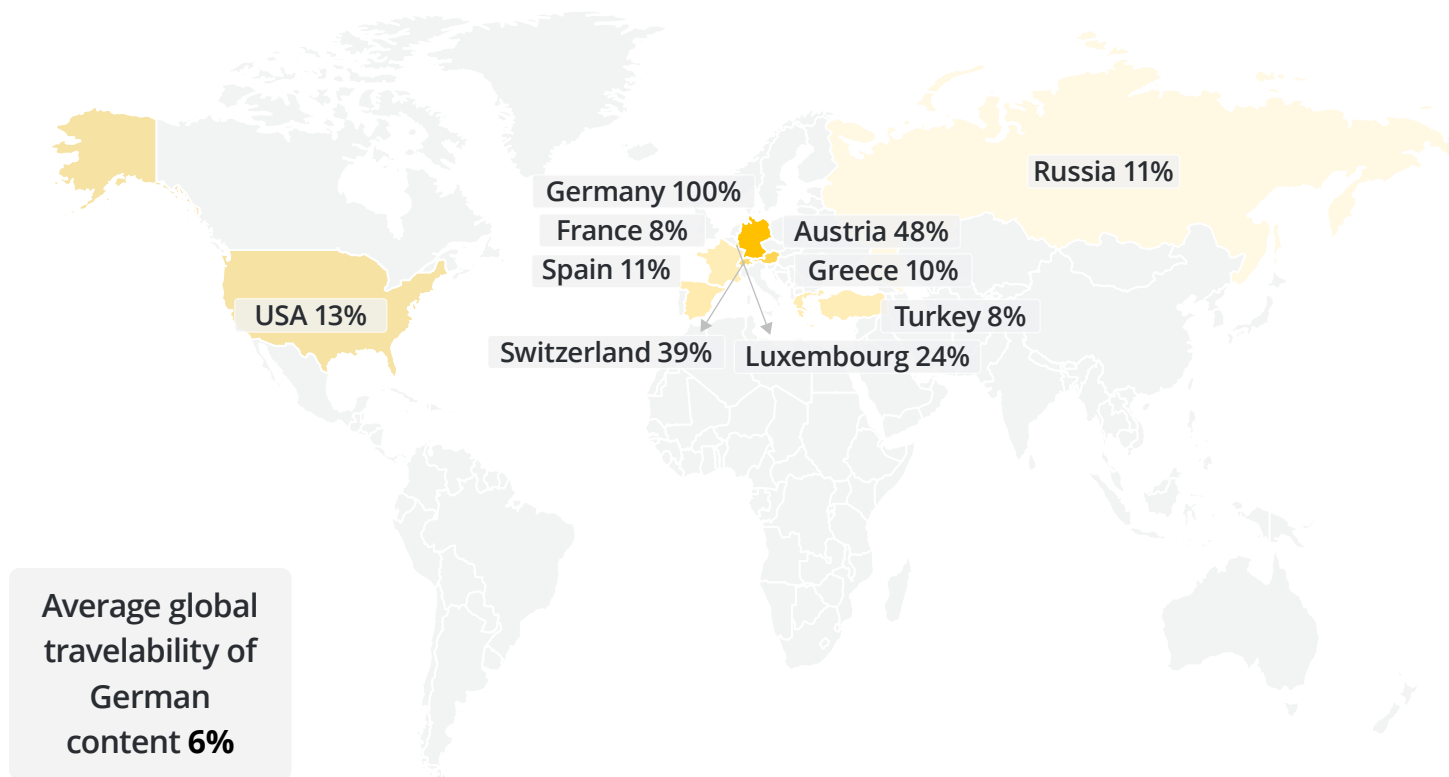 Germany 100%
France 8%
Spain 11%
Austria 48%
Greece 10%
Russia 11%
USA 13%
Turkey 8%
Switzerland 39%
Luxembourg 24%
Average global
travelability of
German
content 6%